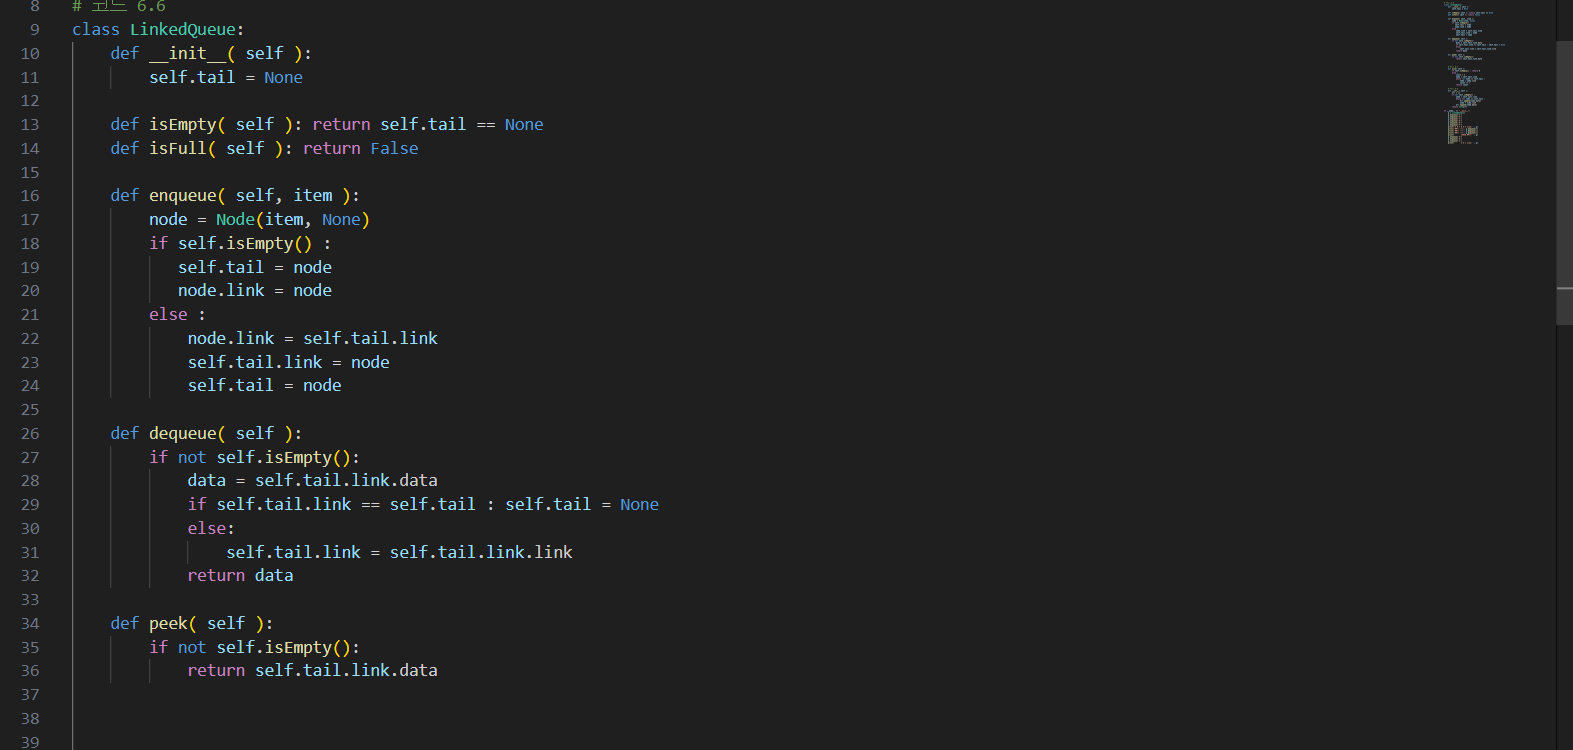 8 # 코드 6.6
9 class LinkedQueue:
10 def __init__( self ):
11 self.tail = None
12
13 def isEmpty( self ): return self.tail == None
14 def isFull( self ): return False
15
16 def enqueue( self, item ):
17 node = Node(item, None)
18 if self.isEmpty() :
19 self.tail = node
20 node.link = node
21 else :
22 node.link = self.tail.link
23 self.tail.link = node
24 self.tail = node
25
26 def dequeue( self ):
27 if not self.isEmpty():
28 data = self.tail.link.data
29 if self.tail.link == self.tail : self.tail = None
30 else:
31 self.tail.link = self.tail.link.link
32 return data
33
34 def peek( self ):
35 if not self.isEmpty():
36 return self.tail.link.data
37
38
39